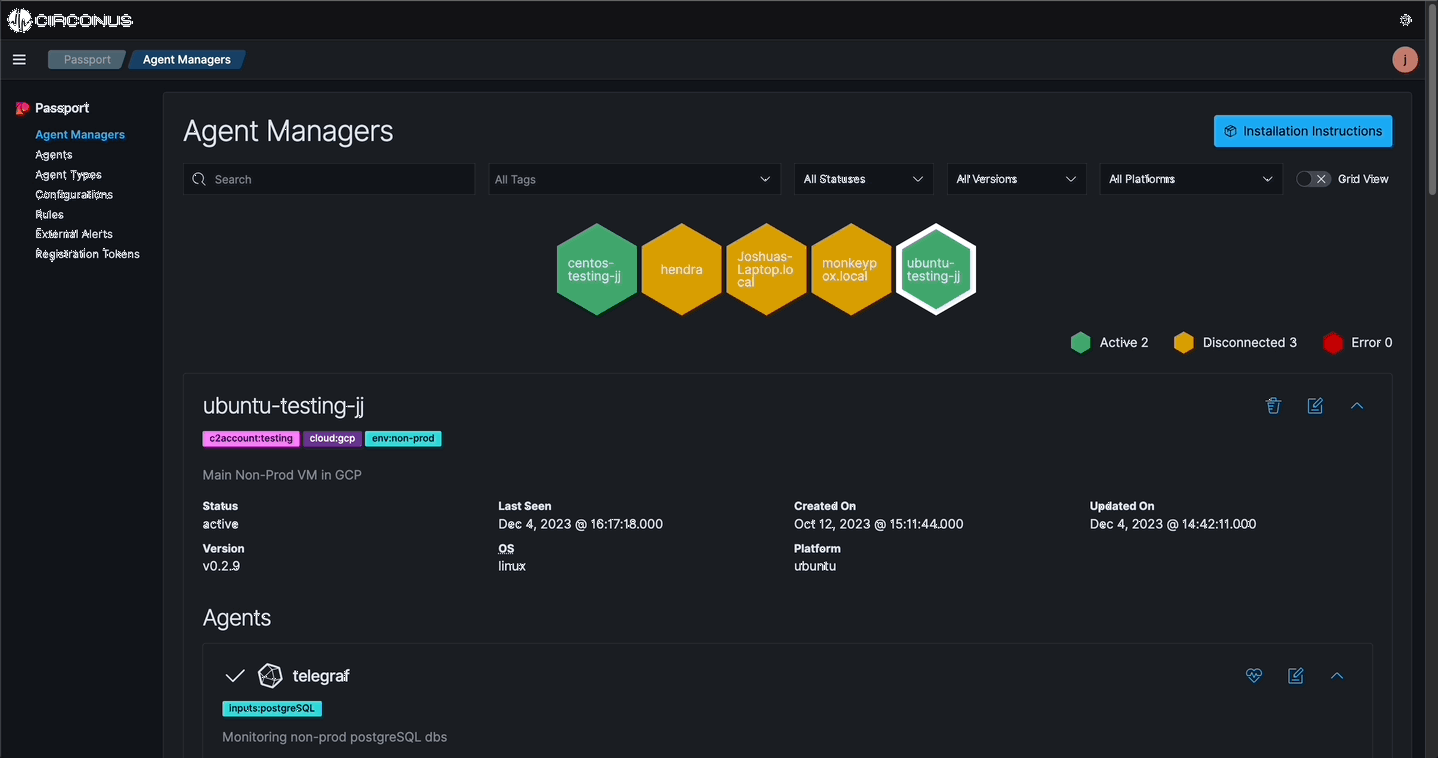 CIRCONUS
Passport
Agent Managers
j
Passport
Agent Managers
Agents
Agent Types
Configurations
Rules
External Alerts
Registration Tokens
Agent Managers
Installation Instructions
Search
All Tags
All Statuses
All Versions
All Platforms
Grid View
centos-
testing-jj
hendra
Joshuas-
Laptop.lo
cal
monkeyp
ox.local
ubuntu-
testing-jj
Active 2
Disconnected 3
Error 0
ubuntu-testing-jj
c2account:testing
cloud:gcp
env:non-prod
Main Non-Prod VM in GCP
Status
active
Last Seen
Dec 4, 2023 @ 16:17:18.000
Created On
Oct 12, 2023 @ 15:11:44.000
Updated On
Dec 4, 2023 @ 14:42:11.000
Version
v0.2.9
OS
linux
Platform
ubuntu
Agents
telegraf
Inputs:postgreSQL
Monitoring non-prod postgreSQL dbs